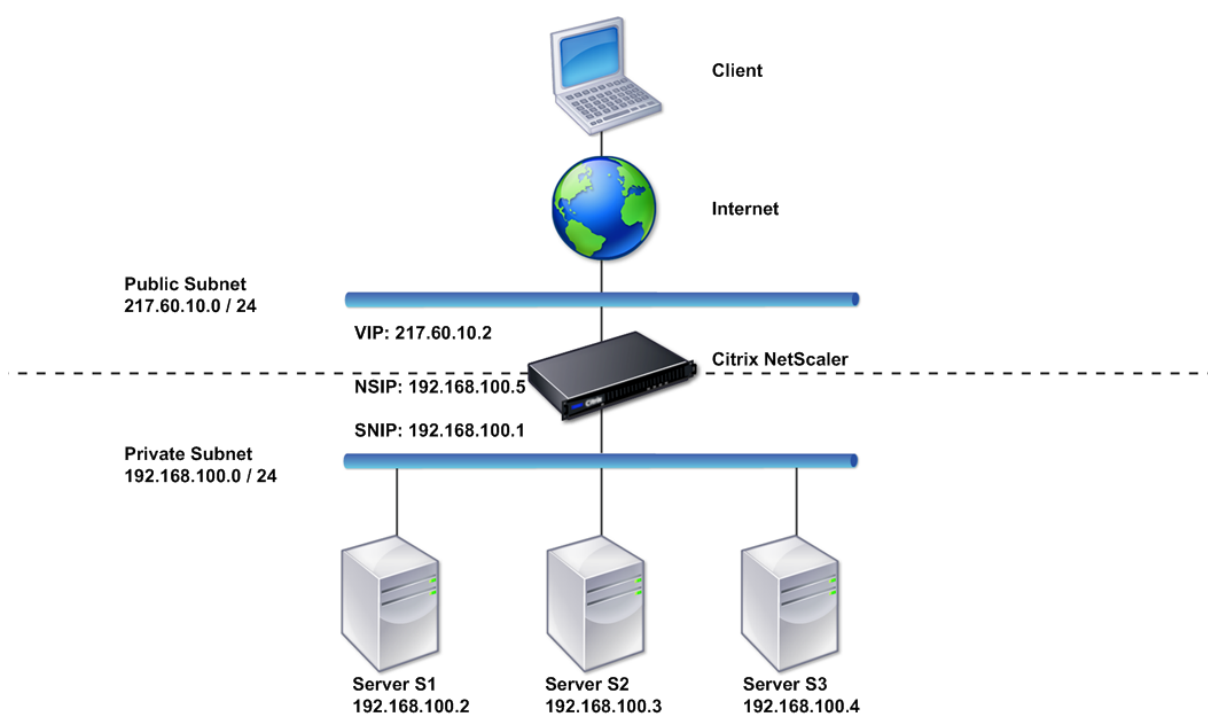 Client
Internet
Public Subnet
217.60.10.0 / 24
VIP: 217.60.10.2
Citrix NetScaler
NSIP: 192.168.100.5
SNIP: 192.168.100.1
Private Subnet
192.168.100.0 / 24
Server S1
192.168.100.2
Server S2
192.168.100.3
Server S3
192.168.100.4